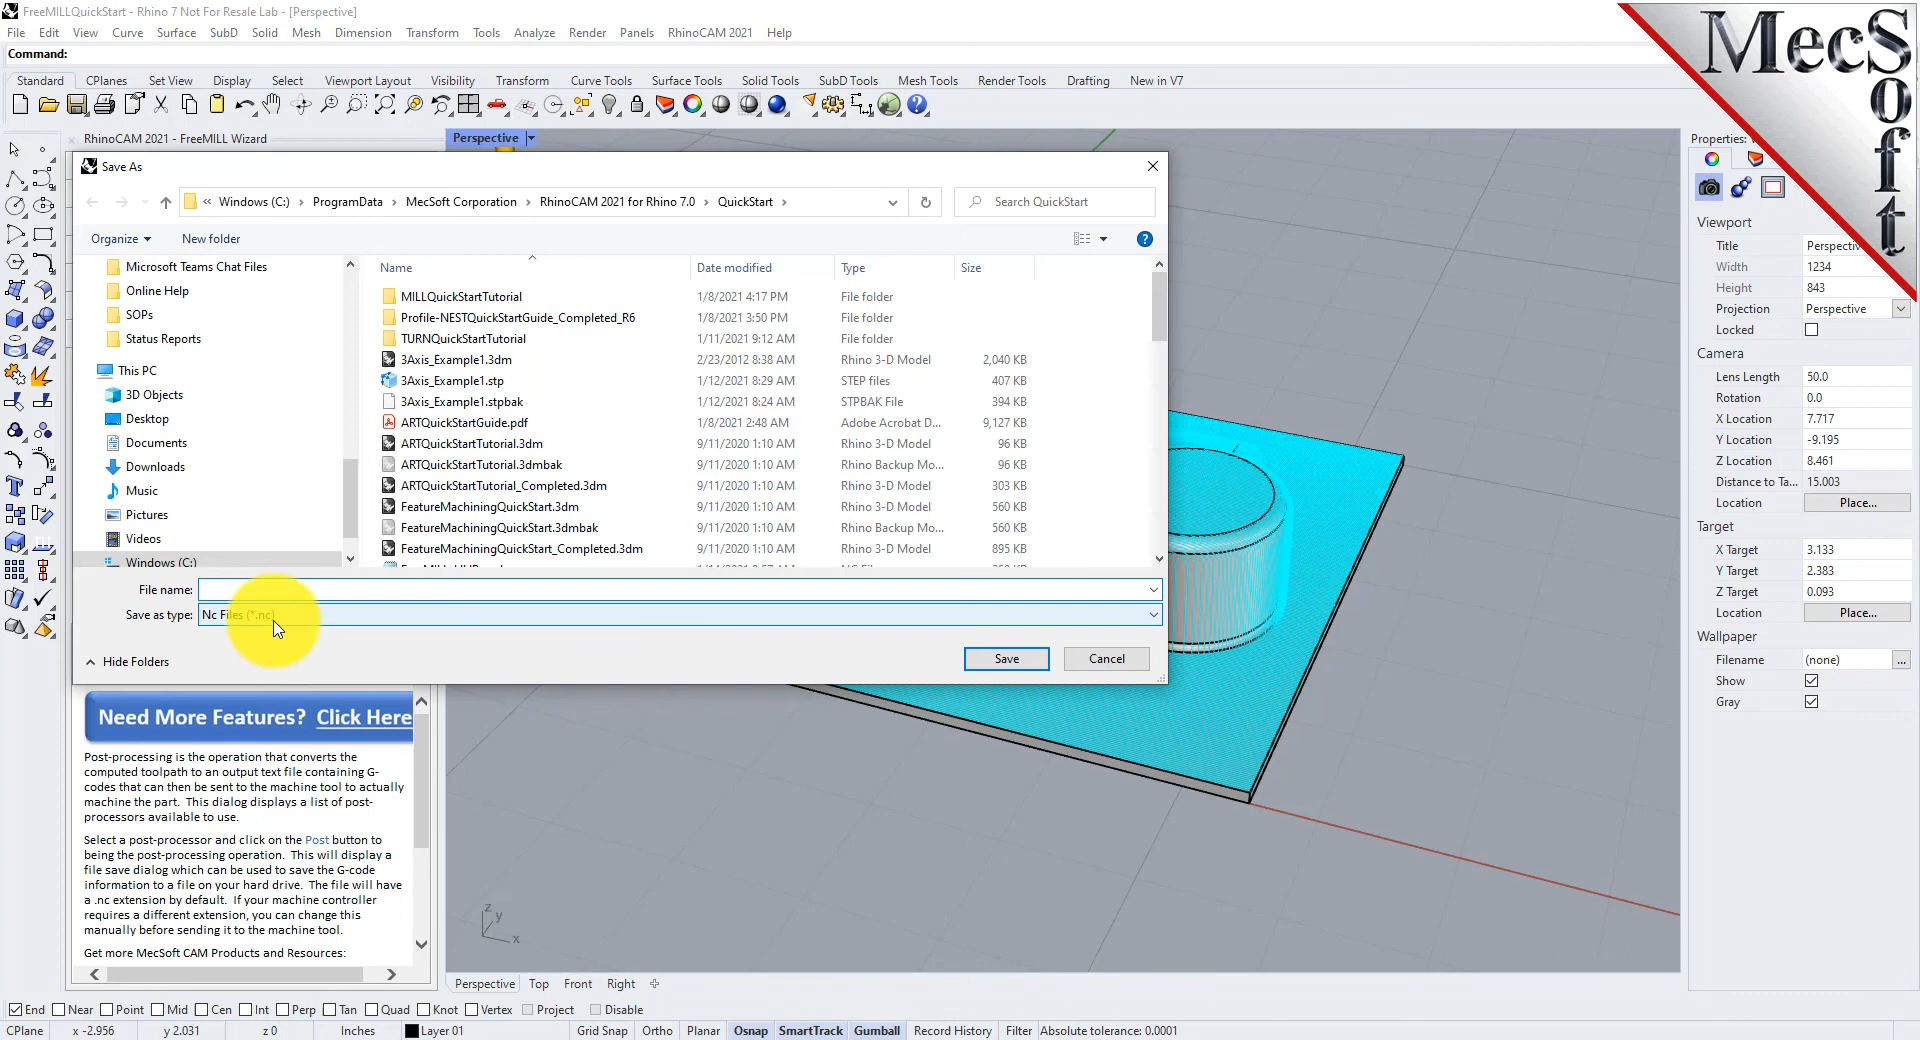 FreeMILLQuickStart - Rhino 7 Not For Resale Lab - [Perspective]
File Edit View Curve Surface SubD Solid Mesh Dimension Transform Tools Analyze Render Panels RhinoCAM 2021 Help
Command:
Standard CPlanes Set View Display Select Viewport Layout Visibility Transform Curve Tools Surface Tools Solid Tools SubD Tools Mesh Tools Render Tools Drafting New in V7
MecSoft
RhinoCAM 2021 - FreeMILL Wizard
Perspective
Save As
« Windows (C:) › ProgramData › MecSoft Corporation › RhinoCAM 2021 for Rhino 7.0 › QuickStart ›
Search QuickStart
Organize New folder
Microsoft Teams Chat Files
Online Help
SOPs
Status Reports
This PC
3D Objects
Desktop
Documents
Downloads
Music
Pictures
Videos
Windows (C:)
Name Date modified Type Size
MILLQuickStartTutorial 1/8/2021 4:17 PM File folder
Profile-NESTQuickStartGuide_Completed_R6 1/8/2021 3:50 PM File folder
TURNQuickStartTutorial 1/11/2021 9:12 AM File folder
3Axis_Example1.3dm 2/23/2012 8:38 AM Rhino 3-D Model 2,040 KB
3Axis_Example1.stp 1/12/2021 8:29 AM STEP files 407 KB
3Axis_Example1.stpbak 1/12/2021 8:24 AM STPBAK File 394 KB
ARTQuickStartGuide.pdf 1/8/2021 2:48 AM Adobe Acrobat D... 9,127 KB
ARTQuickStartTutorial.3dm 9/11/2020 1:10 AM Rhino 3-D Model 96 KB
ARTQuickStartTutorial.3dmbak 9/11/2020 1:10 AM Rhino Backup Mo... 96 KB
ARTQuickStartTutorial_Completed.3dm 9/11/2020 1:10 AM Rhino 3-D Model 303 KB
FeatureMachiningQuickStart.3dm 9/11/2020 1:10 AM Rhino 3-D Model 560 KB
FeatureMachiningQuickStart.3dmbak 9/11/2020 1:10 AM Rhino Backup Mo... 560 KB
FeatureMachiningQuickStart_Completed.3dm 9/11/2020 1:10 AM Rhino 3-D Model 895 KB
File name:
Save as type: Nc Files (*.nc)
Hide Folders
Save Cancel
Need More Features? Click Here
Post-processing is the operation that converts the
computed toolpath to an output text file containing G-
codes that can then be sent to the machine tool to actually
machine the part. This dialog displays a list of post-
processors available to use.
Select a post-processor and click on the Post button to
being the post-processing operation. This will display a
file save dialog which can be used to save the G-code
information to a file on your hard drive. The file will have
a .nc extension by default. If your machine controller
requires a different extension, you can change this
manually before sending it to the machine tool.
Get more MecSoft CAM Products and Resources:
z
y
x
Properties:
Viewport
Title Perspectiv
Width 1234
Height 843
Projection Perspective
Locked
Camera
Lens Length 50.0
Rotation 0.0
X Location 7.717
Y Location -9.195
Z Location 8.461
Distance to Ta... 15.003
Location Place...
Target
X Target 3.133
Y Target 2.383
Z Target 0.093
Location Place...
Wallpaper
Filename (none) ...
Show
Gray
Perspective Top Front Right
End Near Point Mid Cen Int Perp Tan Quad Knot Vertex Project Disable
CPlane x -2.956 y 2.031 z 0 Inches Layer 01 Grid Snap Ortho Planar Osnap SmartTrack Gumball Record History Filter Absolute tolerance: 0.0001